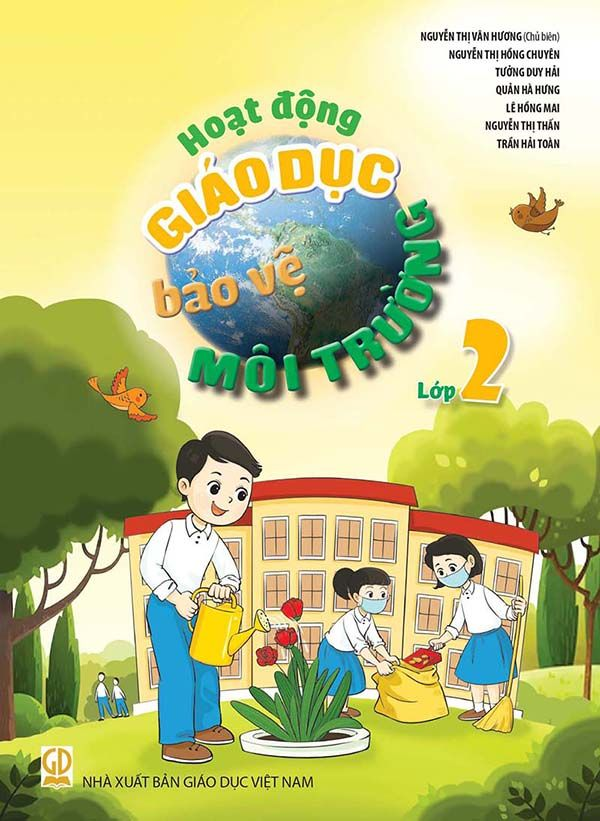 NGUYỄN THỊ VÂN HƯƠNG (Chủ biên)
NGUYỄN THỊ HỒNG CHUYÊN
TƯỞNG DUY HẢI
QUẢN HÀ HƯNG
LÊ HỒNG MAI
NGUYỄN THỊ THẤN
TRẦN HẢI TOÀN
Hoạt động
GIÁO DỤC
bảo vệ
MÔI TRƯỜNG
Lớp 2
GD
NHÀ XUẤT BẢN GIÁO DỤC VIỆT NAM